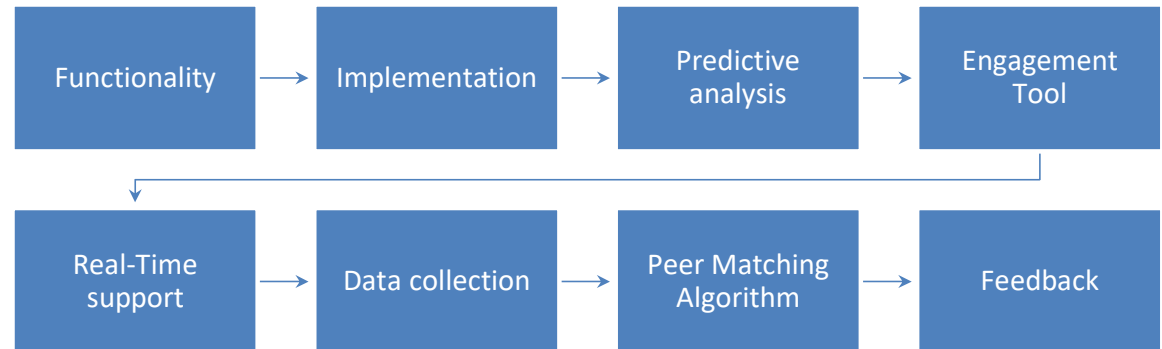 Functionality
Implementation
Predictive
analysis
Engagement
Tool
Real-Time
support
Data collection
Peer Matching
Algorithm
Feedback